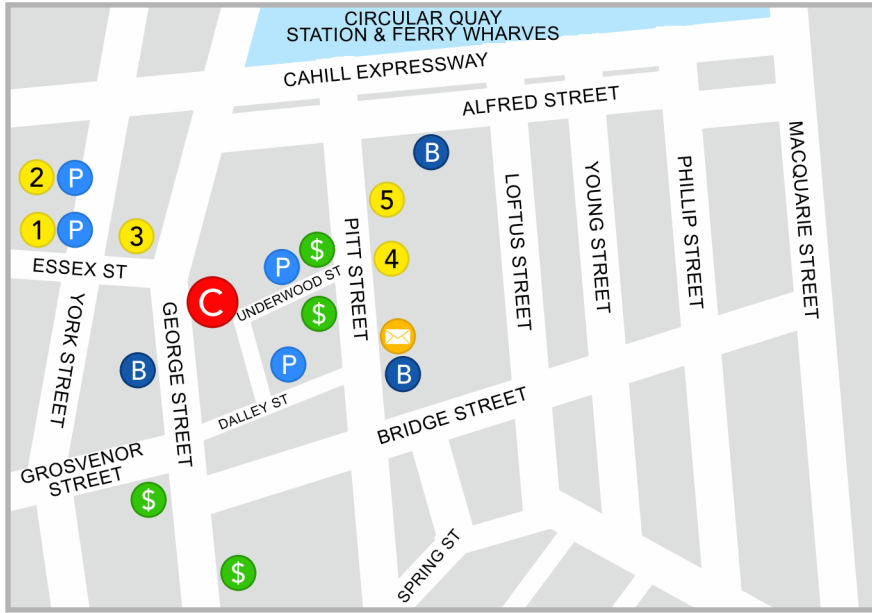 CIRCULAR QUAY
STATION & FERRY WHARVES
CAHILL EXPRESSWAY
ALFRED STREET
B
2 P
1 P
3
5
4
$
P
C
UNDERWOOD ST
$
ESSEX ST
PITT STREET
LOFTUS STREET
YOUNG STREET
PHILLIP STREET
MACQUARIE STREET
YORK STREET
GEORGE STREET
B
P
B
DALLEY ST
BRIDGE STREET
GROSVENOR
STREET
$
$
SPRING ST